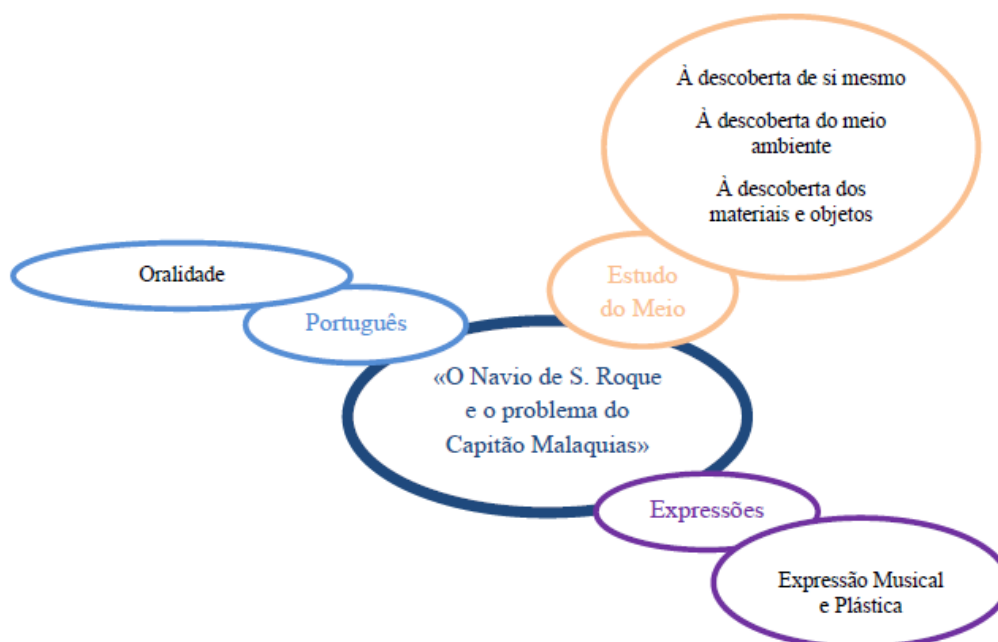 À descoberta de si mesmo
À descoberta do meio
ambiente
À descoberta dos
materiais e objetos
Estudo
do Meio
Oralidade
Português
«O Navio de S. Roque
e o problema do
Capitão Malaquias»
Expressões
Expressão Musical
e Plástica